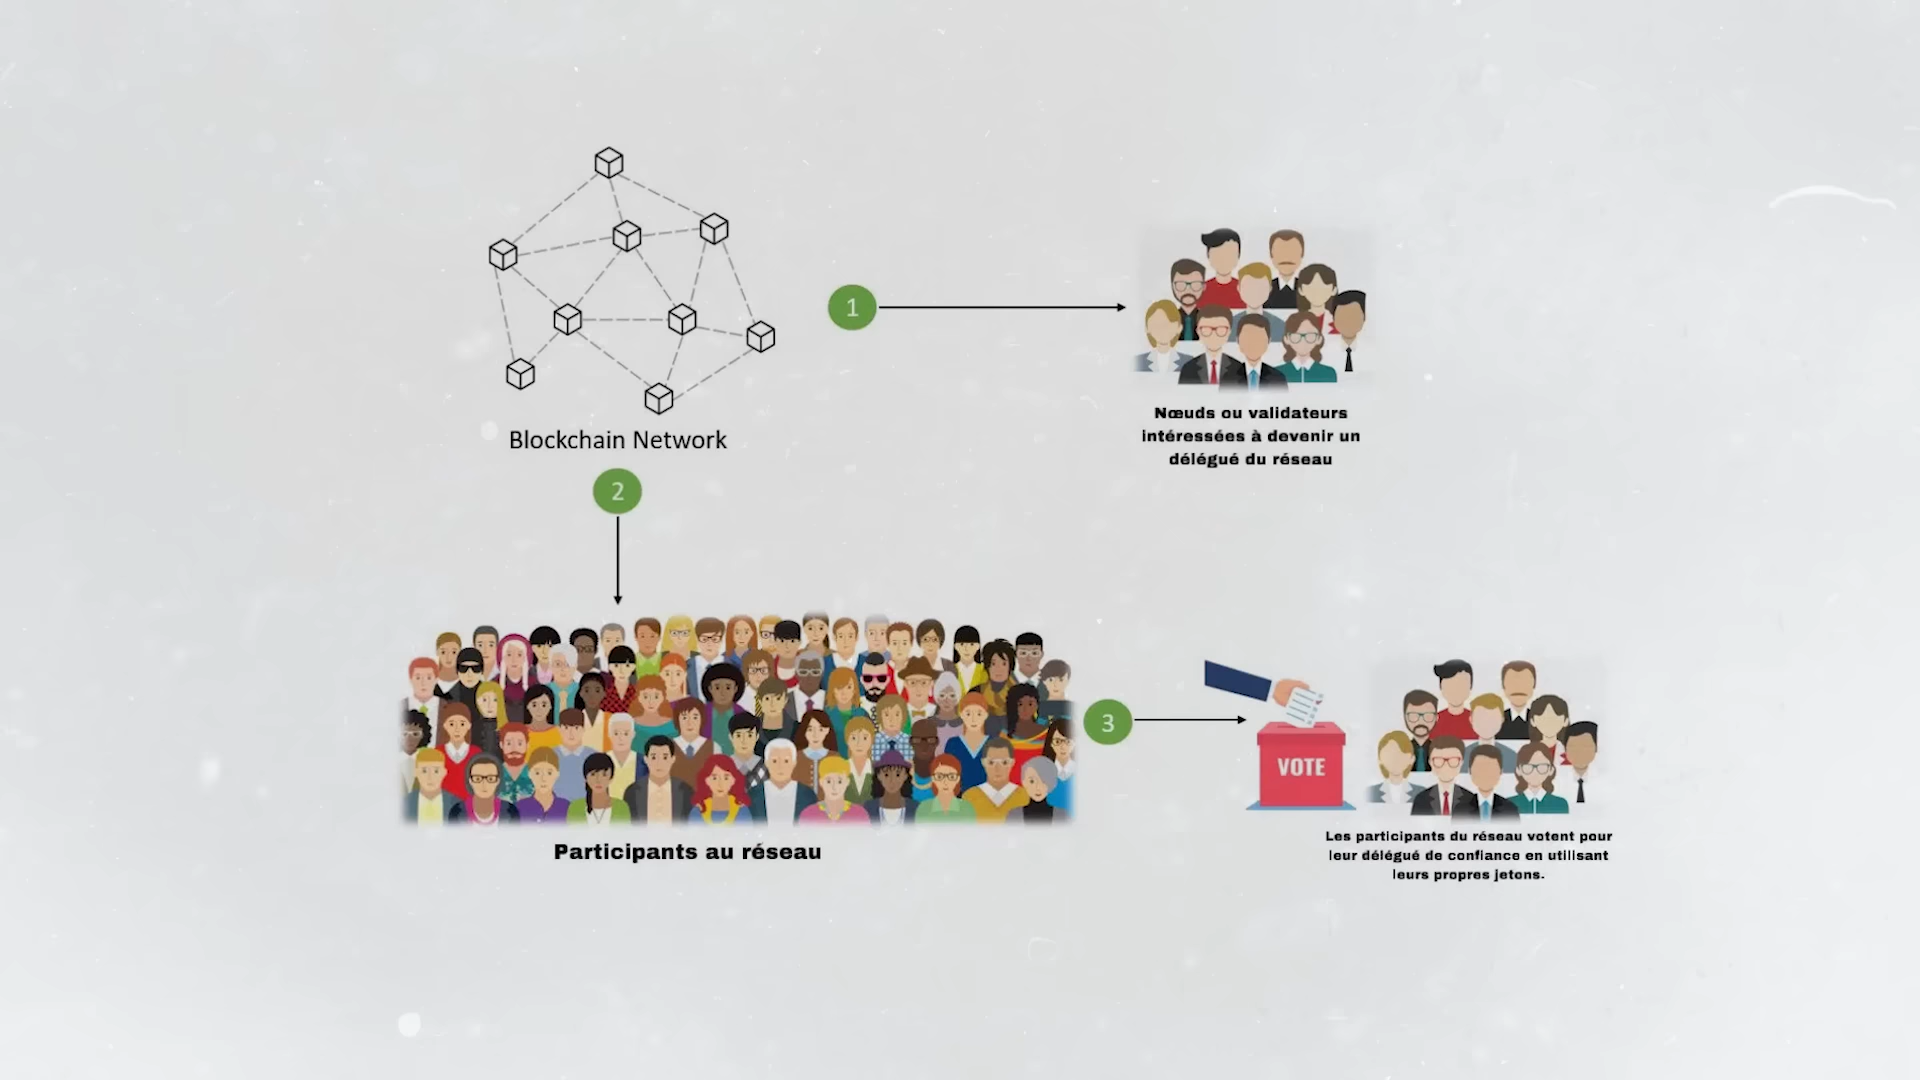 1
Nœuds ou validateurs
intéressées à devenir un
délégué du réseau
Blockchain Network
2
3
VOTE
Participants au réseau
Les participants du réseau votent pour
leur délégué de confiance en utilisant
leurs propres jetons.